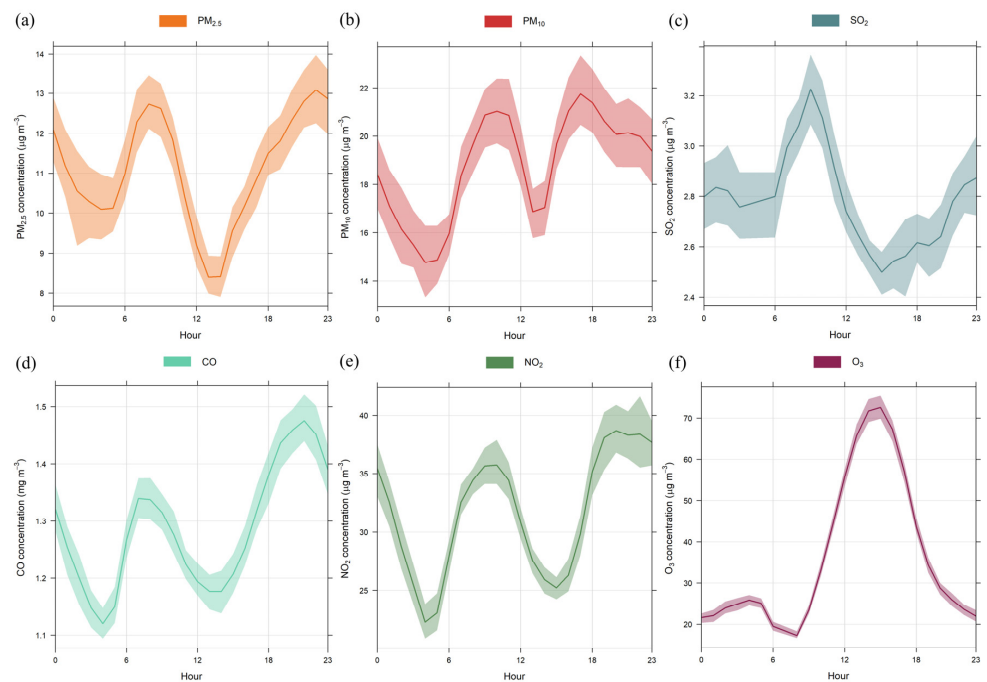 (a) PM₂.₅
14
13
12
11
10
9
8
PM₂.₅ concentration (μg m⁻³)
0 6 12 18 23
Hour
(b) PM₁₀
22
20
18
16
14
PM₁₀ concentration (μg m⁻³)
0 6 12 18 23
Hour
(c) SO₂
3.2
3.0
2.8
2.6
2.4
SO₂ concentration (μg m⁻³)
0 6 12 18 23
Hour
(d) CO
1.5
1.4
1.3
1.2
1.1
CO concentration (mg m⁻³)
0 6 12 18 23
Hour
(e) NO₂
40
35
30
25
NO₂ concentration (μg m⁻³)
0 6 12 18 23
Hour
(f) O₃
70
60
50
40
30
20
O₃ concentration (μg m⁻³)
0 6 12 18 23
Hour